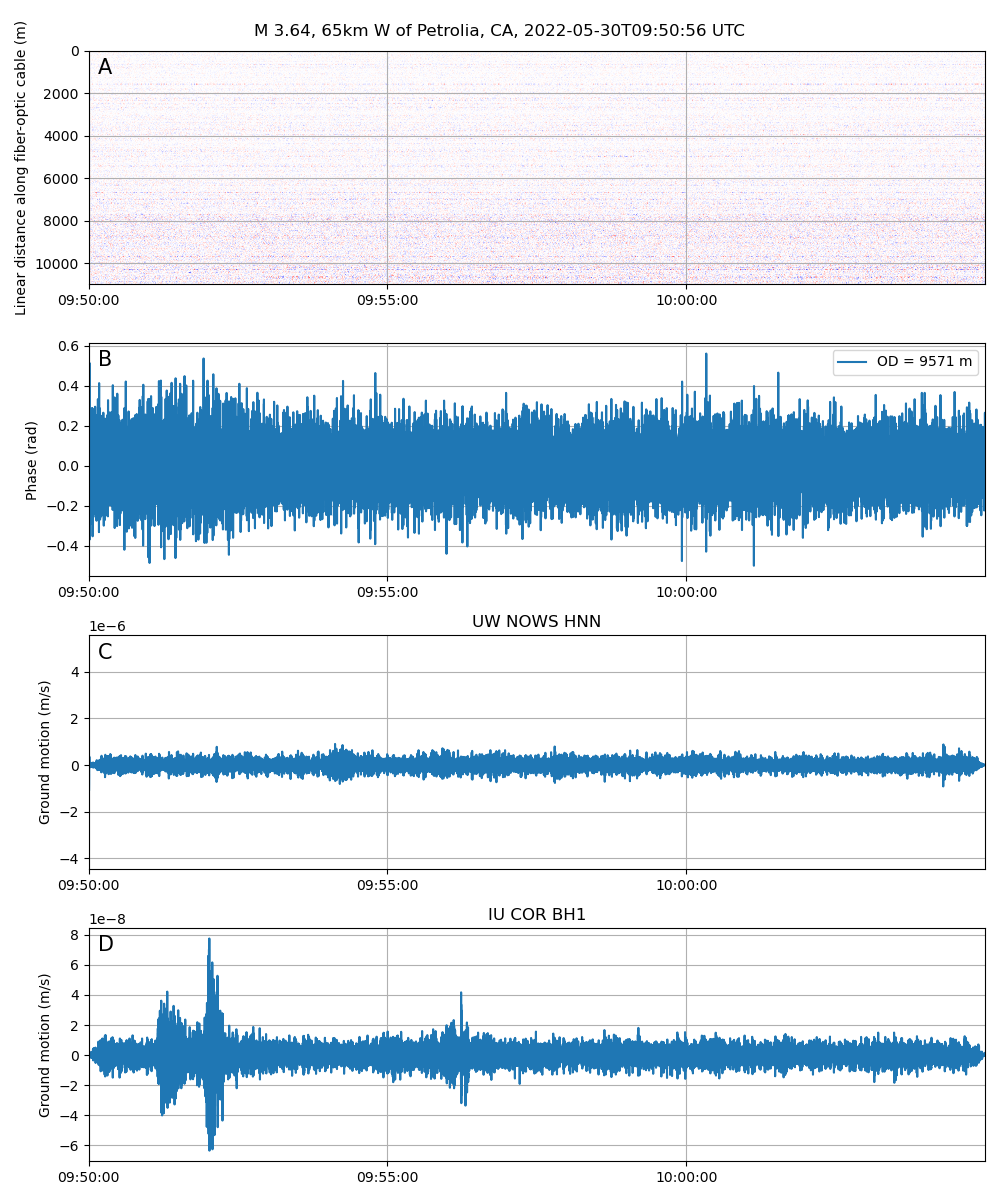 M 3.64, 65km W of Petrolia, CA, 2022-05-30T09:50:56 UTC
Linear distance along fiber-optic cable (m)
A
0
2000
4000
6000
8000
10000
09:50:00 09:55:00 10:00:00
Phase (rad)
B
OD = 9571 m
0.6
0.4
0.2
0.0
−0.2
−0.4
09:50:00 09:55:00 10:00:00
UW NOWS HNN
1e−6
Ground motion (m/s)
C
4
2
0
−2
−4
09:50:00 09:55:00 10:00:00
IU COR BH1
1e−8
Ground motion (m/s)
D
8
6
4
2
0
−2
−4
−6
09:50:00 09:55:00 10:00:00